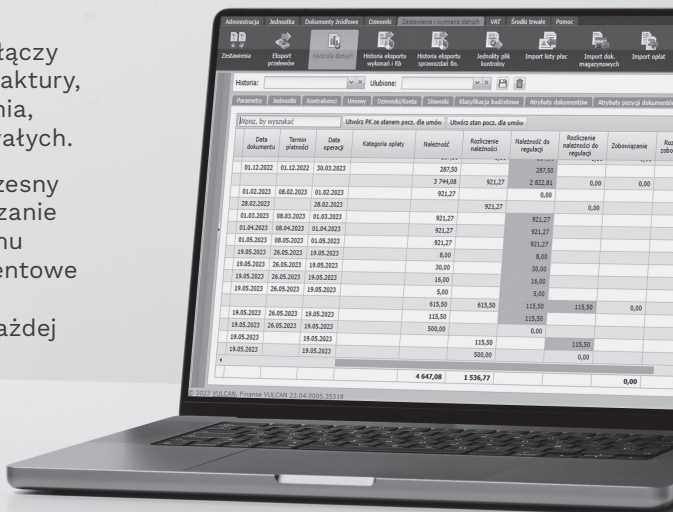 łączy
aktury,
nia,
wałych.
zesny
zanie
nu
entowe
ażdej
Administracja Jednostka Dokumenty źródłowe Dzienniki Zestawienia i wymiana danych VAT Środki trwałe Pomoc
Zestawienia Eksport przelewów Kontrola danych Historia eksportu wykonań i Rb Historia eksportu sprawozdań fin. Jednolity plik kontrolny Import listy płac Import dok. magazynowych Import opłat
Historia: Ulubione:
Parametry Jednostki Kontrahenci Umowy Dzienniki/Konta Słowniki Klasyfikacja budżetowa Atrybuty dokumentów Atrybuty pozycji dokumentów
Wpisz, by wyszukać Utwórz PK ze stanem pocz. dla umów Utwórz stan pocz. dla umów
Data dokumentu Termin płatności Data operacji Kategoria opłaty Należność Rozliczenie należności Należność do regulacji Rozliczenie należności do regulacji Zobowiązanie
01.12.2022 01.12.2022 30.03.2023 287,50 287,50
3 744,08 921,27 2 822,81 0,00 0,00
01.02.2023 08.02.2023 01.02.2023 921,27 0,00
28.02.2023 28.02.2023 921,27 0,00
01.03.2023 08.03.2023 01.03.2023 921,27 921,27
01.04.2023 08.04.2023 01.04.2023 921,27 921,27
01.05.2023 08.05.2023 01.05.2023 921,27 921,27
19.05.2023 26.05.2023 19.05.2023 8,00 8,00
19.05.2023 26.05.2023 19.05.2023 30,00 30,00
19.05.2023 26.05.2023 19.05.2023 16,00 16,00
19.05.2023 26.05.2023 19.05.2023 5,00 5,00
615,50 615,50 115,50 115,50 0,00
19.05.2023 26.05.2023 19.05.2023 115,50 115,50
19.05.2023 26.05.2023 19.05.2023 500,00 0,00
19.05.2023 19.05.2023 115,50 115,50
19.05.2023 19.05.2023 500,00 0,00
4 647,08 1 536,77 0,00
© 2023 VULCAN, Finanse VULCAN 23.04.0005.35318